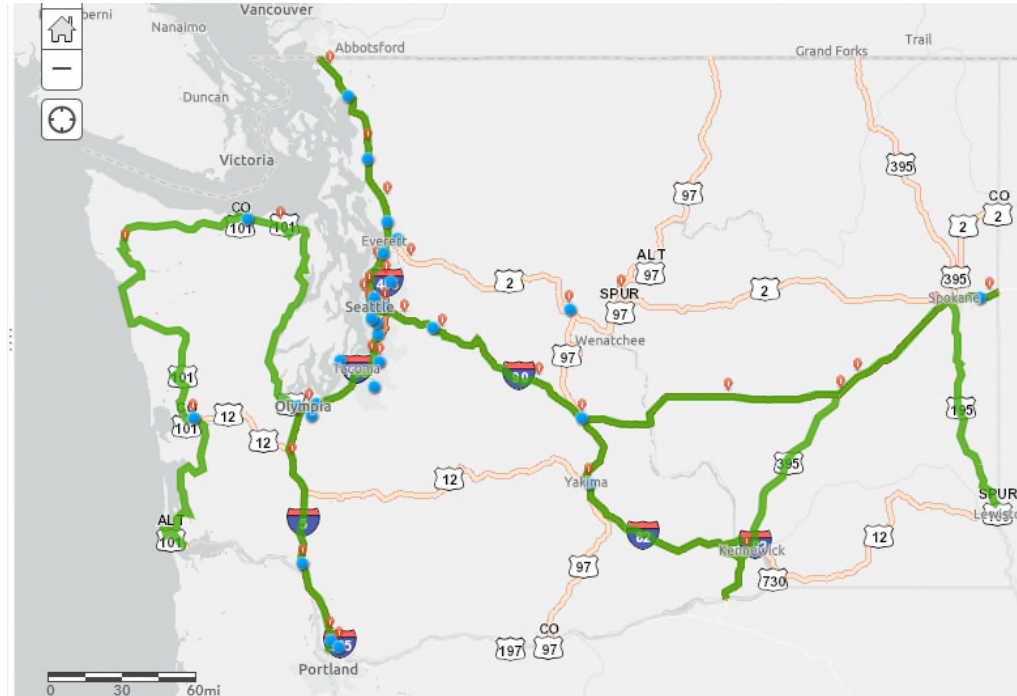 Vancouver
Nanaimo
Abbotsford
Grand Forks
Trail
Duncan
Victoria
395
CO
2
CO
101
101
97
2
Everett
ALT
97
395
2
SPUR
97
2
Spokane
Seattle
Wenatchee
97
Tacoma
90
101
Olympia
CO
101
12
12
195
395
12
Yakima
SPUR
Lewisto
ALT
101
5
82
Kennewick
12
97
730
CO
197
97
Portland
0
30
60mi